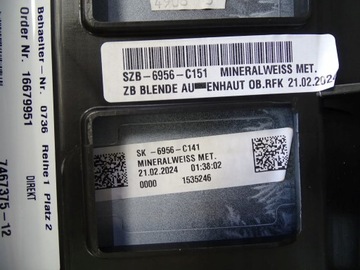 SZB-6956-C151 MINERALWEISS MET.
ZB BLENDE AU ENHAUT OB.RFK 21.02.2024
SK -6956-C141
MINERALWEISS MET.
21.02.2024 01:38:02
0000 1535246
Behaelter - Nr. 0736 Reihe 1 Platz 2
Order Nr. 186679951
DIREKT
7467375-12